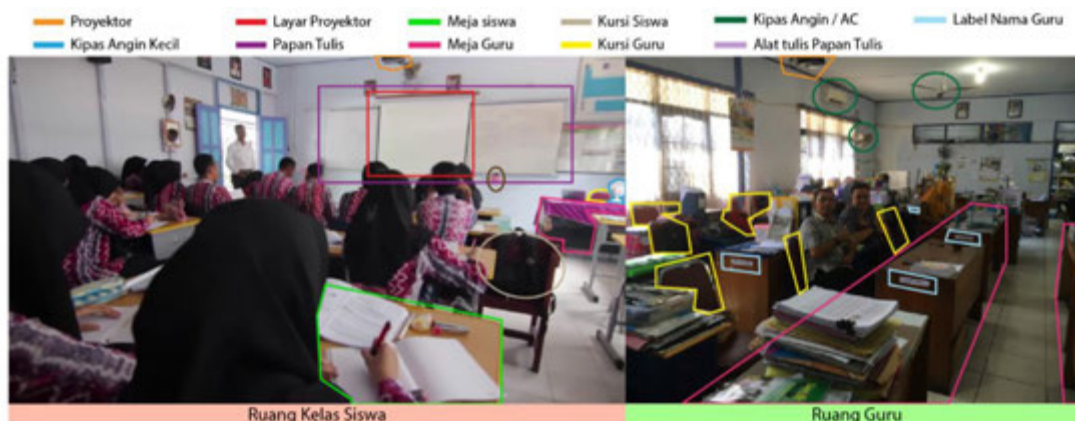 Proyektor
Layar Proyektor
Meja siswa
Kursi Siswa
Kipas Angin / AC
Label Nama Guru
Kipas Angin Kecil
Papan Tulis
Meja Guru
Kursi Guru
Alat tulis Papan Tulis
Ruang Kelas Siswa
Ruang Guru